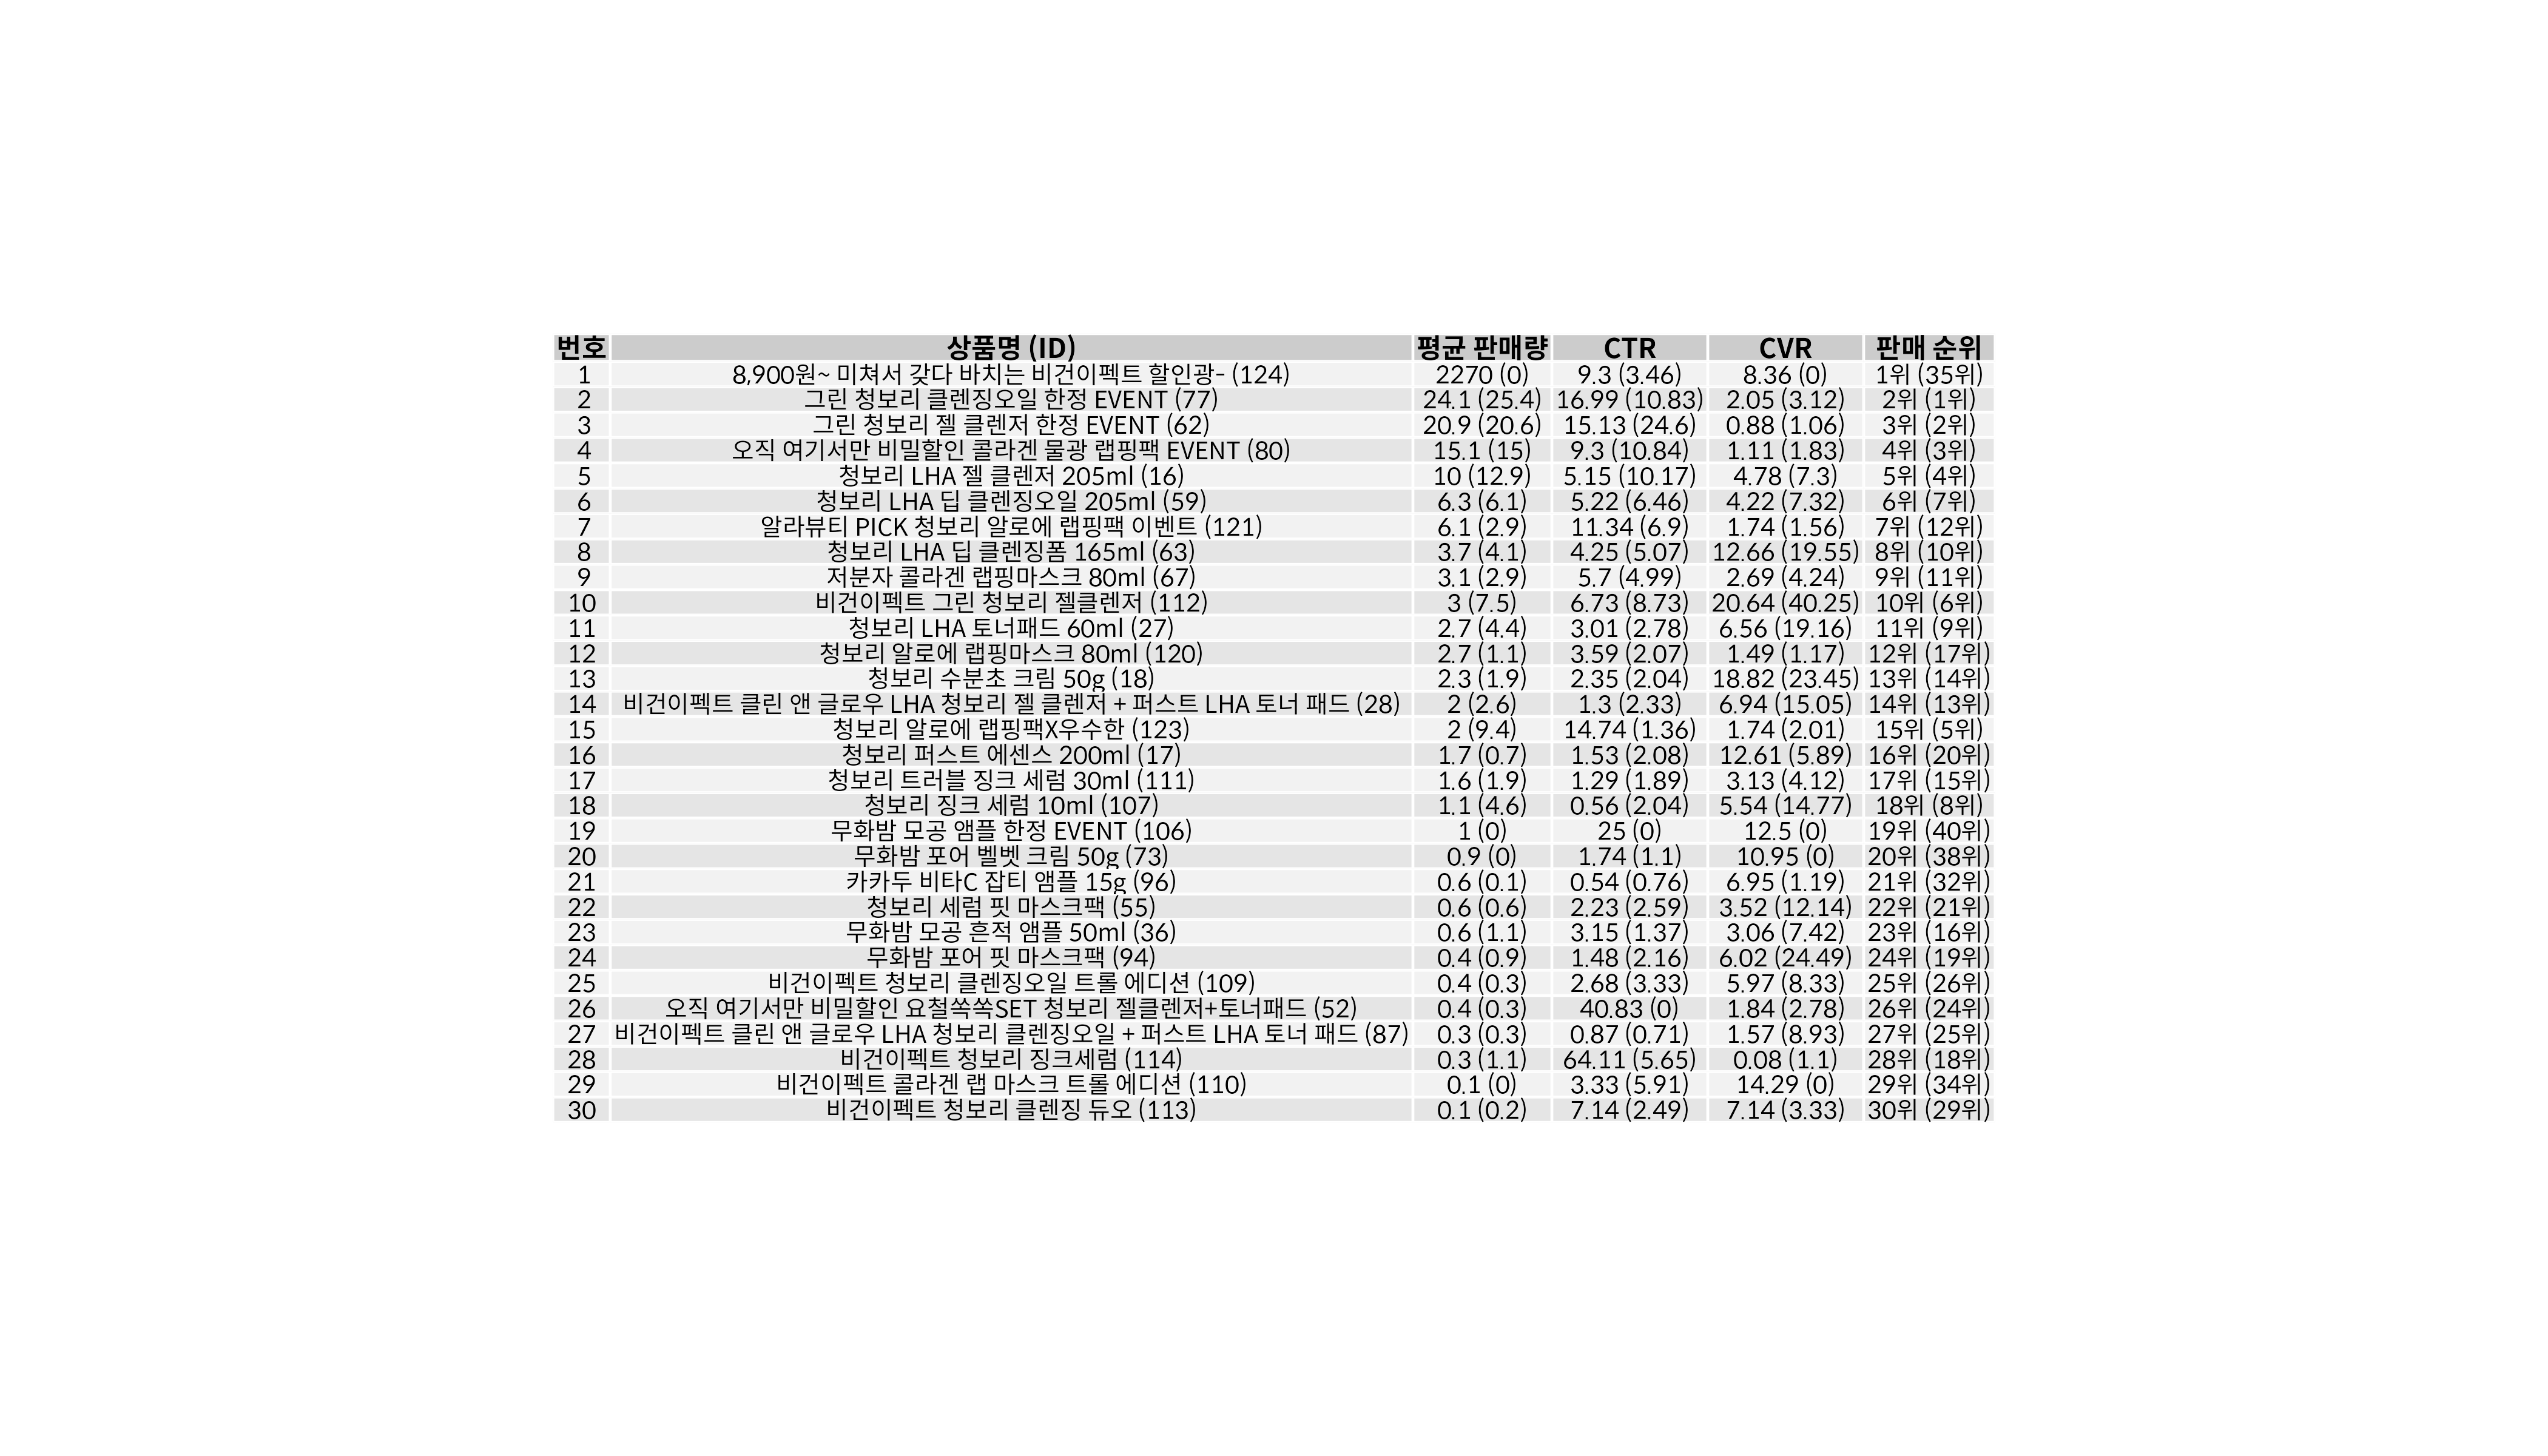 번호 상품명 (ID) 평균 판매량 CTR CVR 판매 순위
1 8,900원~ 미쳐서 갖다 바치는 비건이펙트 할인광- (124) 2270 (0) 9.3 (3.46) 8.36 (0) 1위 (35위)
2 그린 청보리 클렌징오일 한정 EVENT (77) 24.1 (25.4) 16.99 (10.83) 2.05 (3.12) 2위 (1위)
3 그린 청보리 젤 클렌저 한정 EVENT (62) 20.9 (20.6) 15.13 (24.6) 0.88 (1.06) 3위 (2위)
4 오직 여기서만 비밀할인 콜라겐 물광 랩핑팩 EVENT (80) 15.1 (15) 9.3 (10.84) 1.11 (1.83) 4위 (3위)
5 청보리 LHA 젤 클렌저 205ml (16) 10 (12.9) 5.15 (10.17) 4.78 (7.3) 5위 (4위)
6 청보리 LHA 딥 클렌징오일 205ml (59) 6.3 (6.1) 5.22 (6.46) 4.22 (7.32) 6위 (7위)
7 알라뷰티 PICK 청보리 알로에 랩핑팩 이벤트 (121) 6.1 (2.9) 11.34 (6.9) 1.74 (1.56) 7위 (12위)
8 청보리 LHA 딥 클렌징폼 165ml (63) 3.7 (4.1) 4.25 (5.07) 12.66 (19.55) 8위 (10위)
9 저분자 콜라겐 랩핑마스크 80ml (67) 3.1 (2.9) 5.7 (4.99) 2.69 (4.24) 9위 (11위)
10 비건이펙트 그린 청보리 젤클렌저 (112) 3 (7.5) 6.73 (8.73) 20.64 (40.25) 10위 (6위)
11 청보리 LHA 토너패드 60ml (27) 2.7 (4.4) 3.01 (2.78) 6.56 (19.16) 11위 (9위)
12 청보리 알로에 랩핑마스크 80ml (120) 2.7 (1.1) 3.59 (2.07) 1.49 (1.17) 12위 (17위)
13 청보리 수분초 크림 50g (18) 2.3 (1.9) 2.35 (2.04) 18.82 (23.45) 13위 (14위)
14 비건이펙트 클린 앤 글로우 LHA 청보리 젤 클렌저 + 퍼스트 LHA 토너 패드 (28) 2 (2.6) 1.3 (2.33) 6.94 (15.05) 14위 (13위)
15 청보리 알로에 랩핑팩X우수한 (123) 2 (9.4) 14.74 (1.36) 1.74 (2.01) 15위 (5위)
16 청보리 퍼스트 에센스 200ml (17) 1.7 (0.7) 1.53 (2.08) 12.61 (5.89) 16위 (20위)
17 청보리 트러블 징크 세럼 30ml (111) 1.6 (1.9) 1.29 (1.89) 3.13 (4.12) 17위 (15위)
18 청보리 징크 세럼 10ml (107) 1.1 (4.6) 0.56 (2.04) 5.54 (14.77) 18위 (8위)
19 무화밤 모공 앰플 한정 EVENT (106) 1 (0) 25 (0) 12.5 (0) 19위 (40위)
20 무화밤 포어 벨벳 크림 50g (73) 0.9 (0) 1.74 (1.1) 10.95 (0) 20위 (38위)
21 카카두 비타C 잡티 앰플 15g (96) 0.6 (0.1) 0.54 (0.76) 6.95 (1.19) 21위 (32위)
22 청보리 세럼 핏 마스크팩 (55) 0.6 (0.6) 2.23 (2.59) 3.52 (12.14) 22위 (21위)
23 무화밤 모공 흔적 앰플 50ml (36) 0.6 (1.1) 3.15 (1.37) 3.06 (7.42) 23위 (16위)
24 무화밤 포어 핏 마스크팩 (94) 0.4 (0.9) 1.48 (2.16) 6.02 (24.49) 24위 (19위)
25 비건이펙트 청보리 클렌징오일 트롤 에디션 (109) 0.4 (0.3) 2.68 (3.33) 5.97 (8.33) 25위 (26위)
26 오직 여기서만 비밀할인 요철쏙쏙SET 청보리 젤클렌저+토너패드 (52) 0.4 (0.3) 40.83 (0) 1.84 (2.78) 26위 (24위)
27 비건이펙트 클린 앤 글로우 LHA 청보리 클렌징오일 + 퍼스트 LHA 토너 패드 (87) 0.3 (0.3) 0.87 (0.71) 1.57 (8.93) 27위 (25위)
28 비건이펙트 청보리 징크세럼 (114) 0.3 (1.1) 64.11 (5.65) 0.08 (1.1) 28위 (18위)
29 비건이펙트 콜라겐 랩 마스크 트롤 에디션 (110) 0.1 (0) 3.33 (5.91) 14.29 (0) 29위 (34위)
30 비건이펙트 청보리 클렌징 듀오 (113) 0.1 (0.2) 7.14 (2.49) 7.14 (3.33) 30위 (29위)